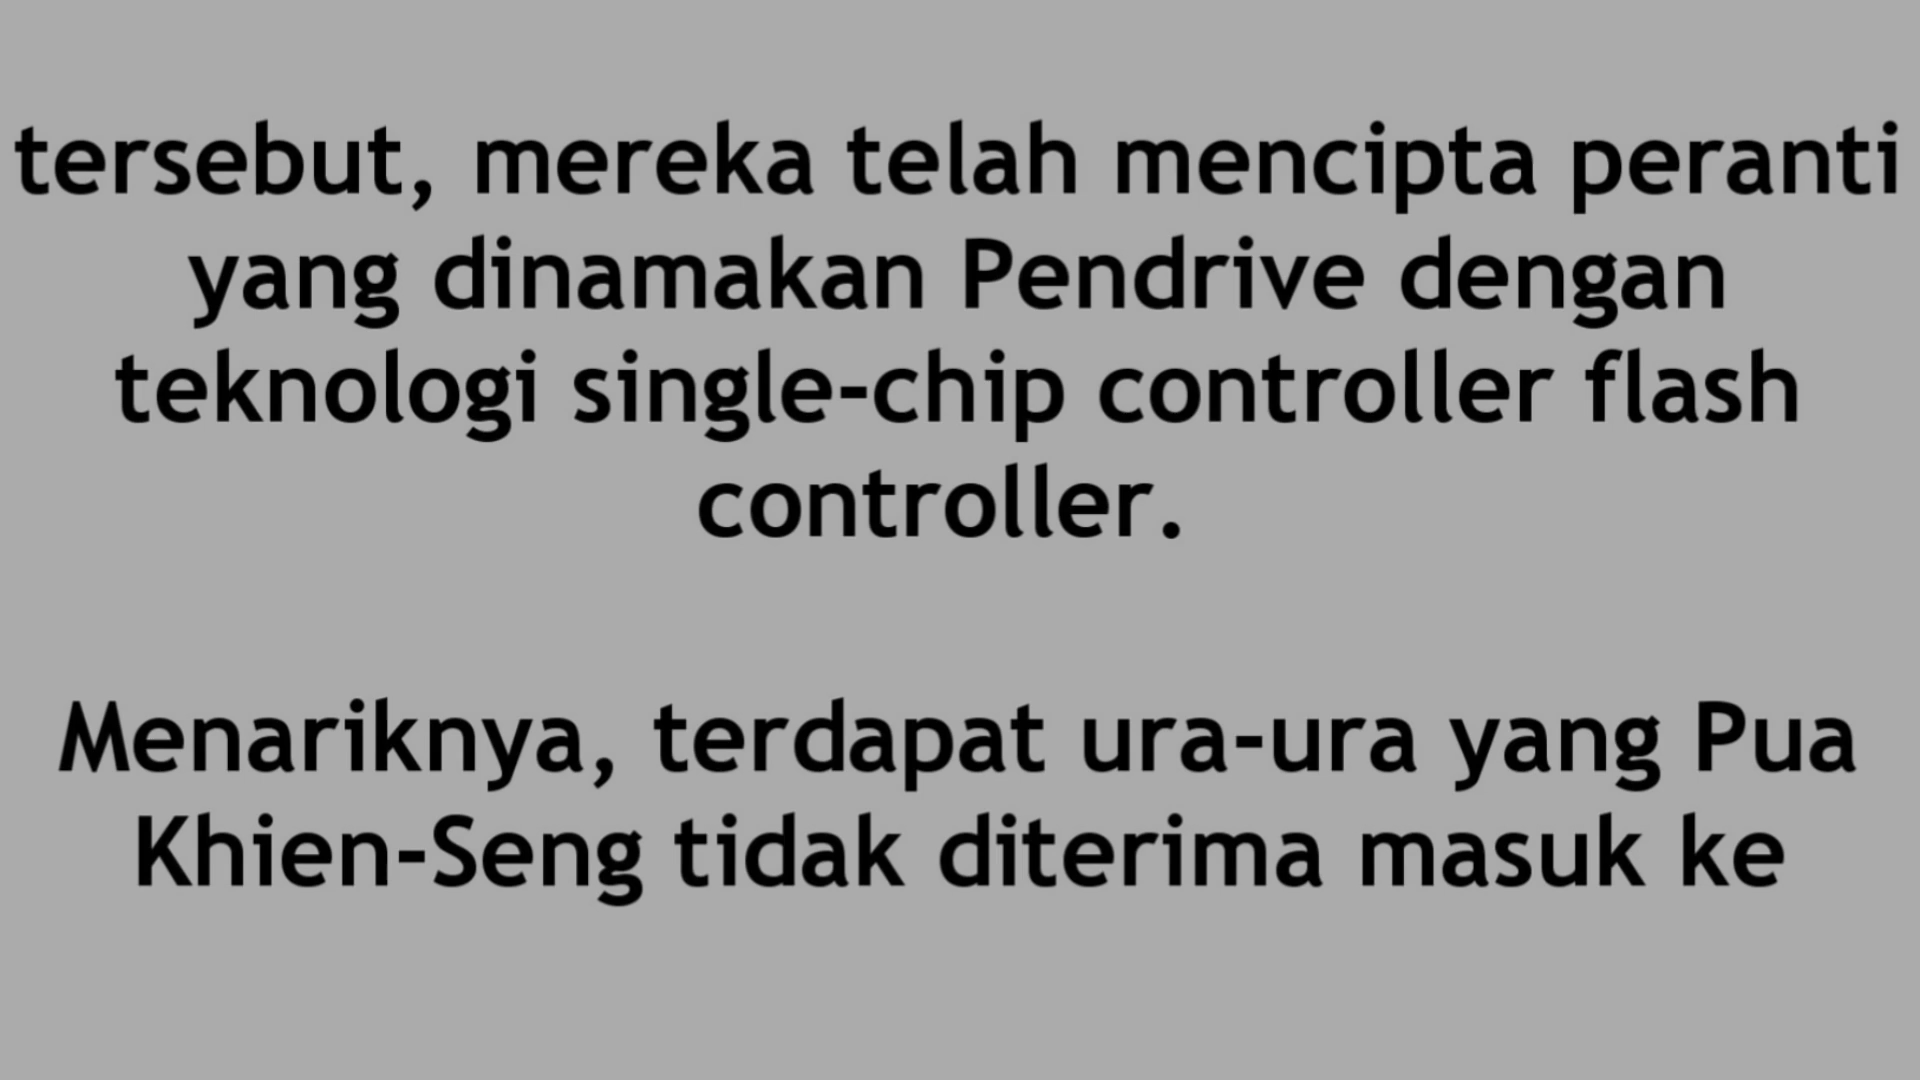 tersebut, mereka telah mencipta peranti
yang dinamakan Pendrive dengan
teknologi single-chip controller flash
controller.
Menariknya, terdapat ura-ura yang Pua
Khien-Seng tidak diterima masuk ke